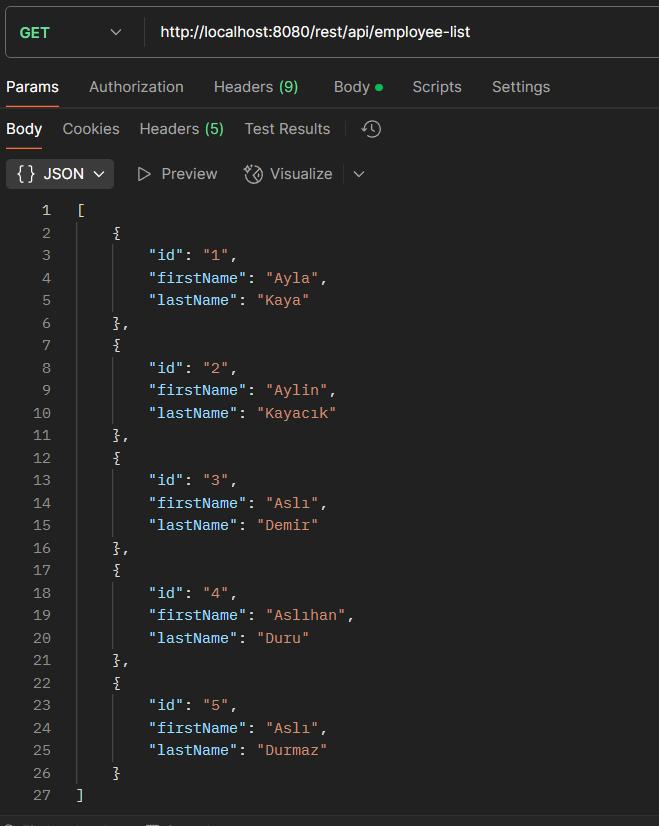 GET http://localhost:8080/rest/api/employee-list
Params Authorization Headers (9) Body Scripts Settings
Body Cookies Headers (5) Test Results
{} JSON Preview Visualize
1 [
2 {
3 "id": "1",
4 "firstName": "Ayla",
5 "lastName": "Kaya"
6 },
7 {
8 "id": "2",
9 "firstName": "Aylin",
10 "lastName": "Kayacık"
11 },
12 {
13 "id": "3",
14 "firstName": "Aslı",
15 "lastName": "Demir"
16 },
17 {
18 "id": "4",
19 "firstName": "Aslıhan",
20 "lastName": "Duru"
21 },
22 {
23 "id": "5",
24 "firstName": "Aslı",
25 "lastName": "Durmaz"
26 }
27 ]